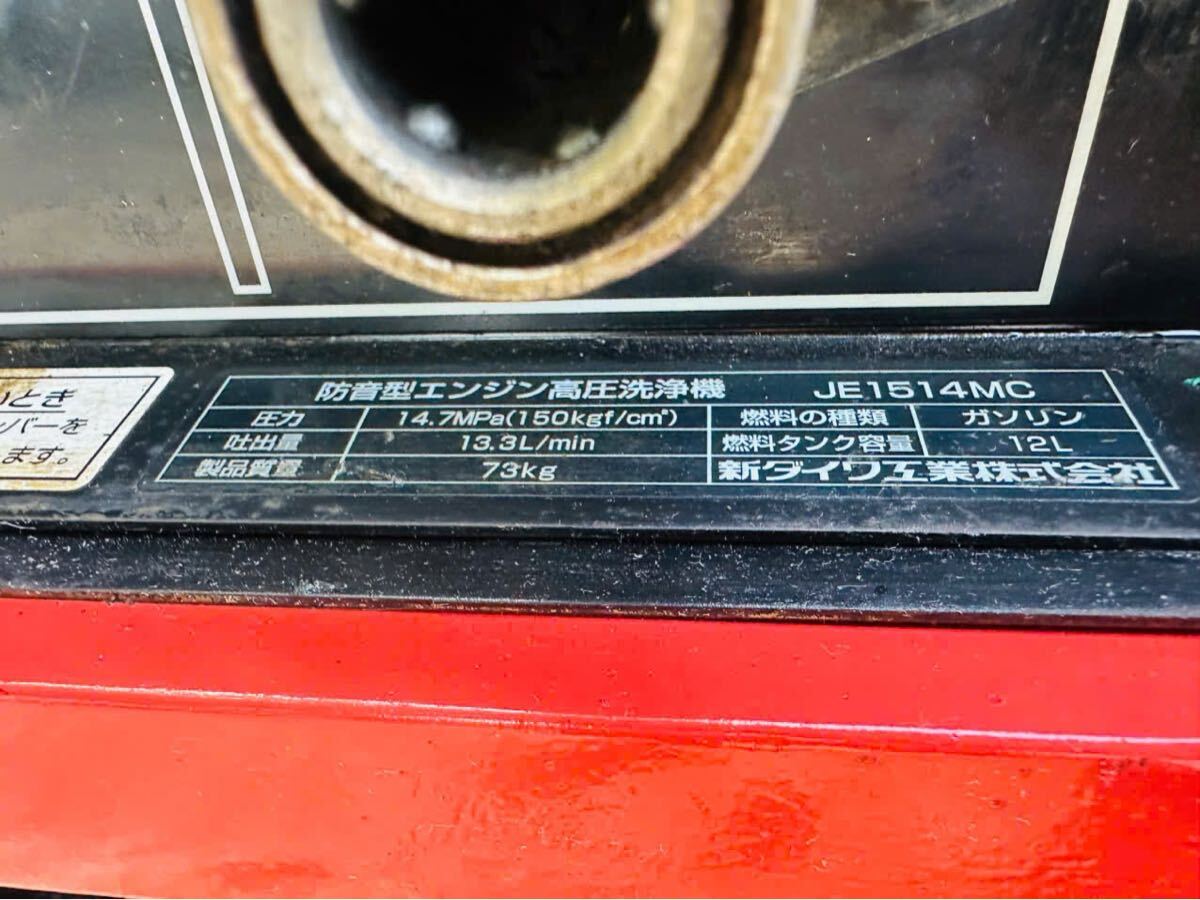 いとき
ッバーを
ます。
防音型エンジン高圧洗浄機 JE1514MC
圧力 14.7MPa(150kgf/cm²) 燃料の種類 ガソリン
吐出量 13.3L/min 燃料タンク容量 12L
製品質量 73kg 新ダイワ工業株式会社